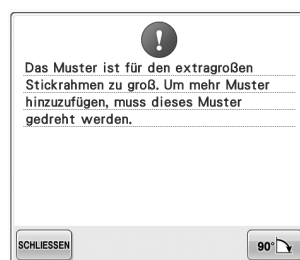 !
Das Muster ist für den extragroßen
Stickrahmen zu groß. Um mehr Muster
hinzuzufügen, muss dieses Muster
gedreht werden.
SCHLIESSEN
90°